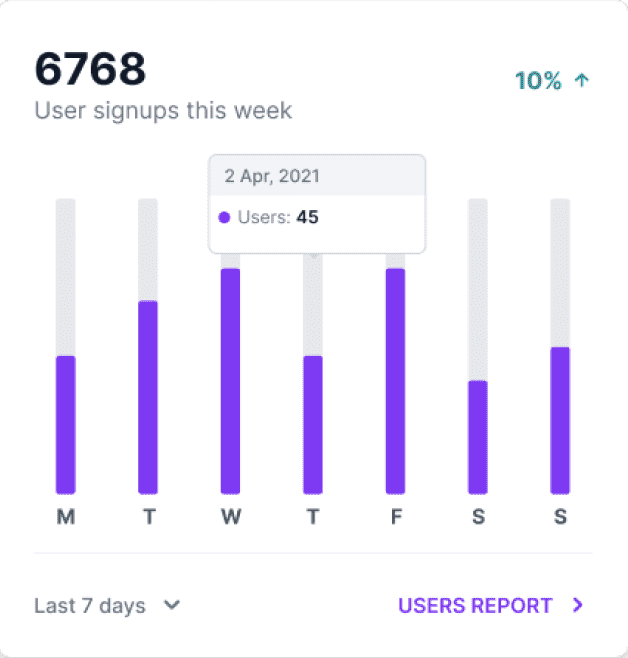 6768
10%
User signups this week
2 Apr, 2021
Users: 45
M T W T F S S
Last 7 days
USERS REPORT